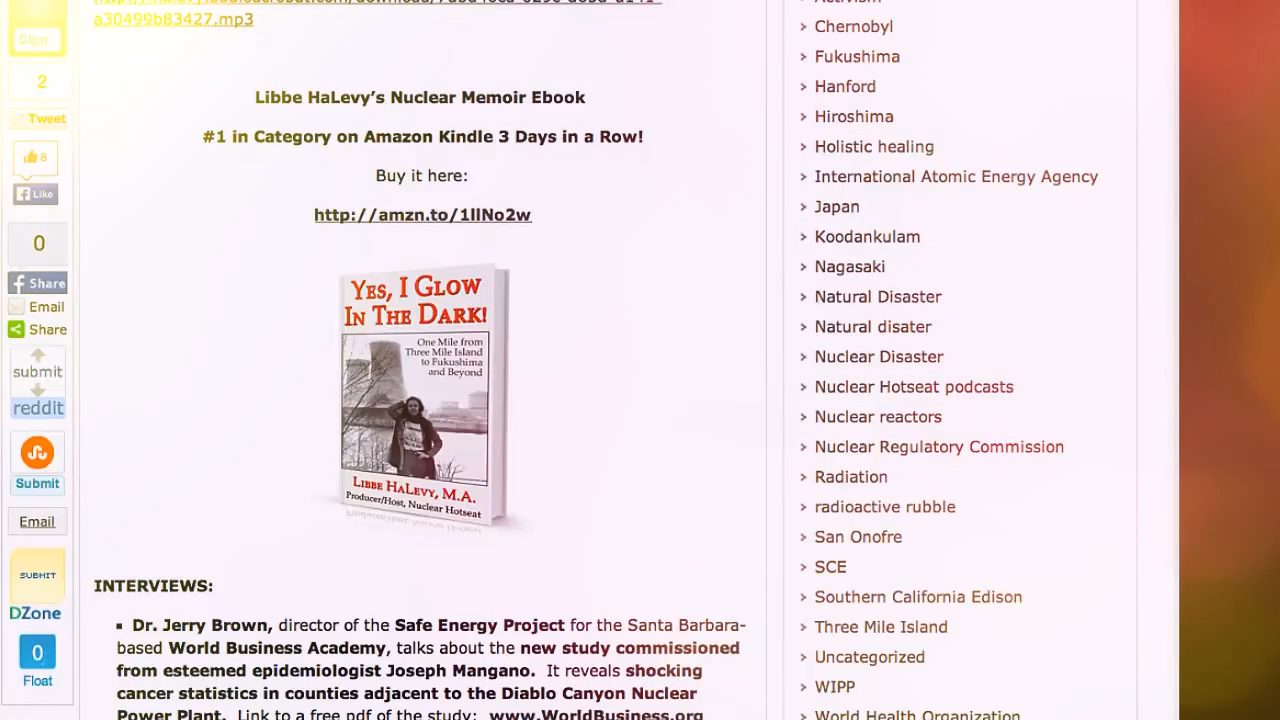 a30499b83427.mp3
Libbe HaLevy's Nuclear Memoir Ebook
#1 in Category on Amazon Kindle 3 Days in a Row!
Buy it here:
http://amzn.to/1llNo2w
YES, I GLOW
IN THE DARK!
One Mile from
Three Mile Island
to Fukushima
and Beyond
LIBBE HALEVY, M.A.
Producer/Host, Nuclear Hotseat
INTERVIEWS:
▪ Dr. Jerry Brown, director of the Safe Energy Project for the Santa Barbara-
based World Business Academy, talks about the new study commissioned
from esteemed epidemiologist Joseph Mangano. It reveals shocking
cancer statistics in counties adjacent to the Diablo Canyon Nuclear
Power Plant. Link to a free pdf of the study: www.WorldBusiness.org
Digg
2
Tweet
8
Like
0
Share
Email
Share
submit
reddit
Submit
Email
SUBMIT
DZone
0
Float
Activism
› Chernobyl
› Fukushima
› Hanford
› Hiroshima
› Holistic healing
› International Atomic Energy Agency
› Japan
› Koodankulam
› Nagasaki
› Natural Disaster
› Natural disater
› Nuclear Disaster
› Nuclear Hotseat podcasts
› Nuclear reactors
› Nuclear Regulatory Commission
› Radiation
› radioactive rubble
› San Onofre
› SCE
› Southern California Edison
› Three Mile Island
› Uncategorized
› WIPP
› World Health Organization